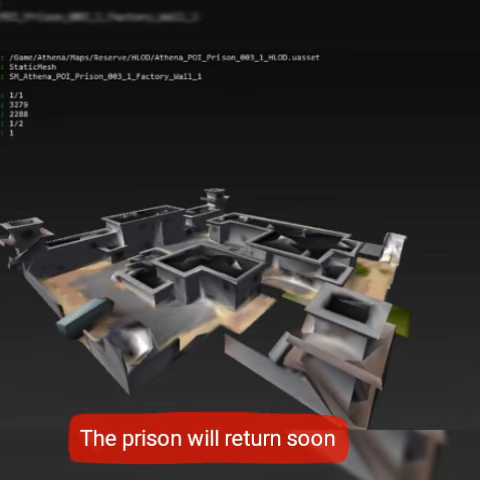 : /Game/Athena/Maps/Reserve/HLOD/Athena_POI_Prison_003_1_HLOD.uasset
: StaticMesh
: SM_Athena_POI_Prison_003_1_Factory_Wall_1
: 1/1
: 3279
: 2288
: 1/2
: 1
The prison will return soon